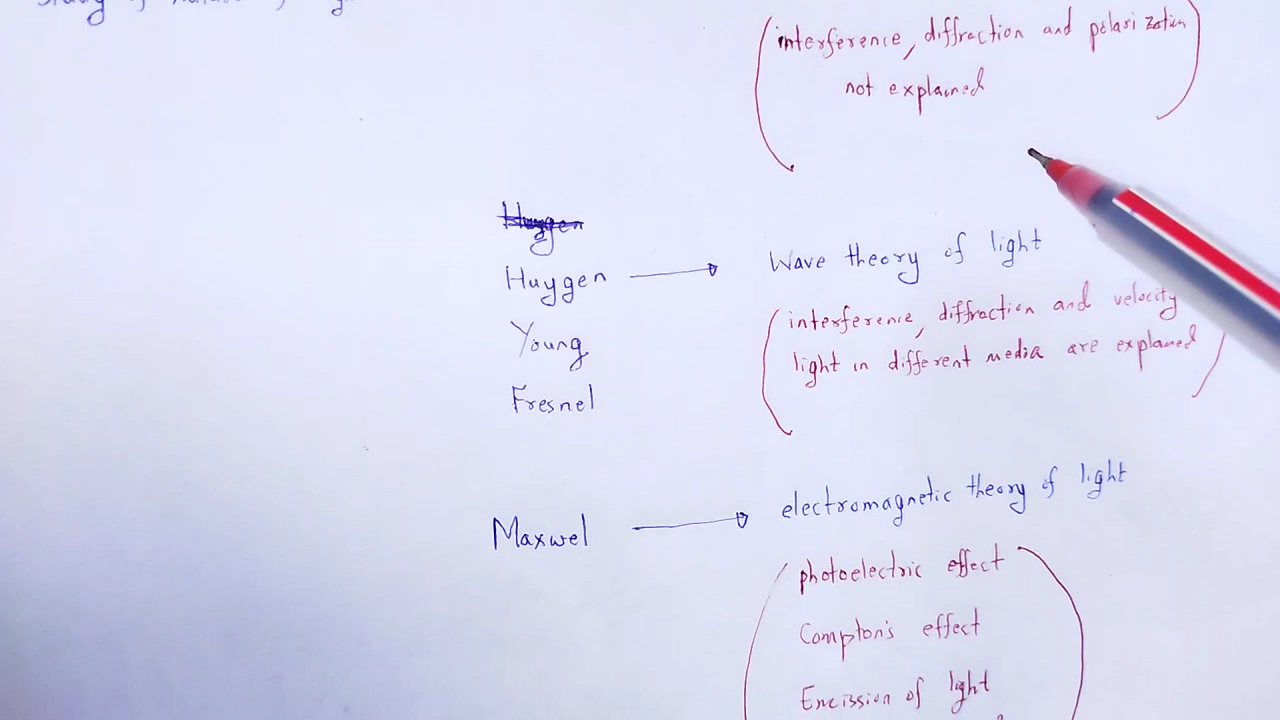 interference, diffraction and polarization
not explained
Huygen
Huygen → Wave theory of light
Young
Fresnel
(interference, diffraction and velocity
light in different media are explained)
Maxwel → electromagnetic theory of light
photoelectric effect
Compton's effect
Emission of light